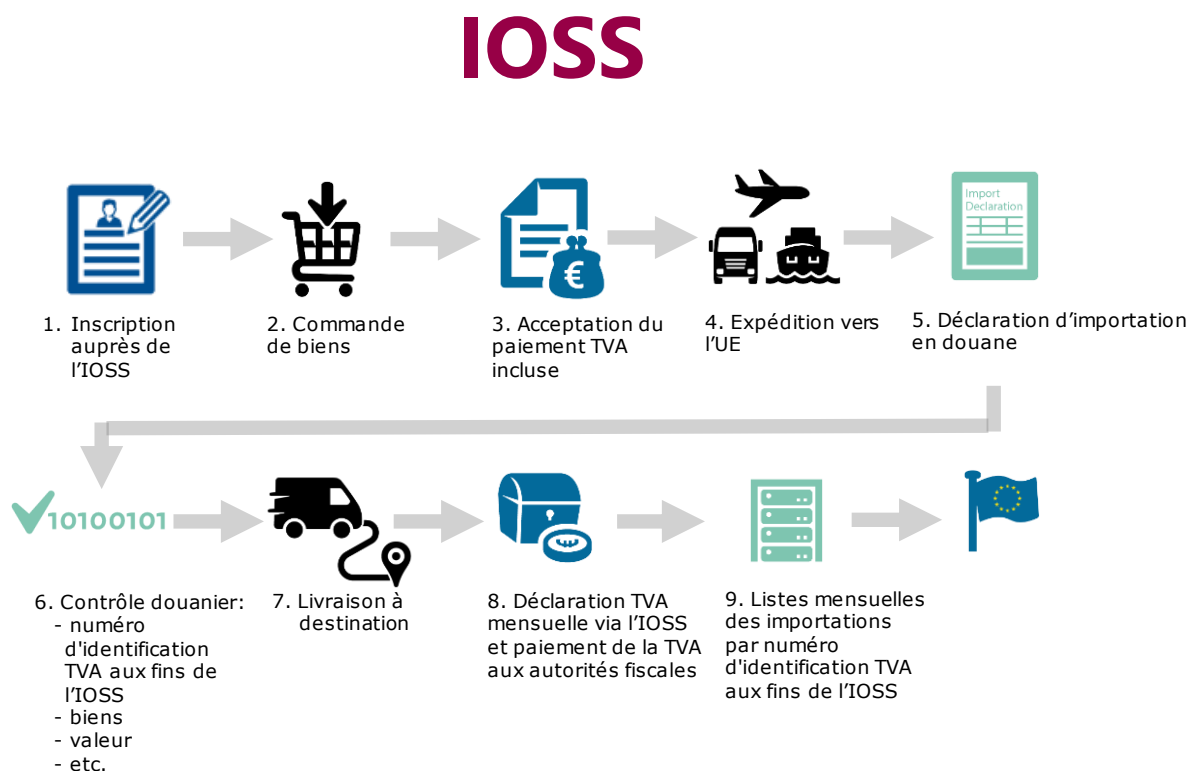 IOSS
Import
Declaration
1. Inscription
auprès de
l'IOSS
2. Commande
de biens
3. Acceptation du
paiement TVA
incluse
4. Expédition vers
l'UE
5. Déclaration d'importation
en douane
10100101
6. Contrôle douanier:
- numéro
d'identification
TVA aux fins de
l'IOSS
- biens
- valeur
- etc.
7. Livraison à
destination
8. Déclaration TVA
mensuelle via l'IOSS
et paiement de la TVA
aux autorités fiscales
9. Listes mensuelles
des importations
par numéro
d'identification TVA
aux fins de l'IOSS